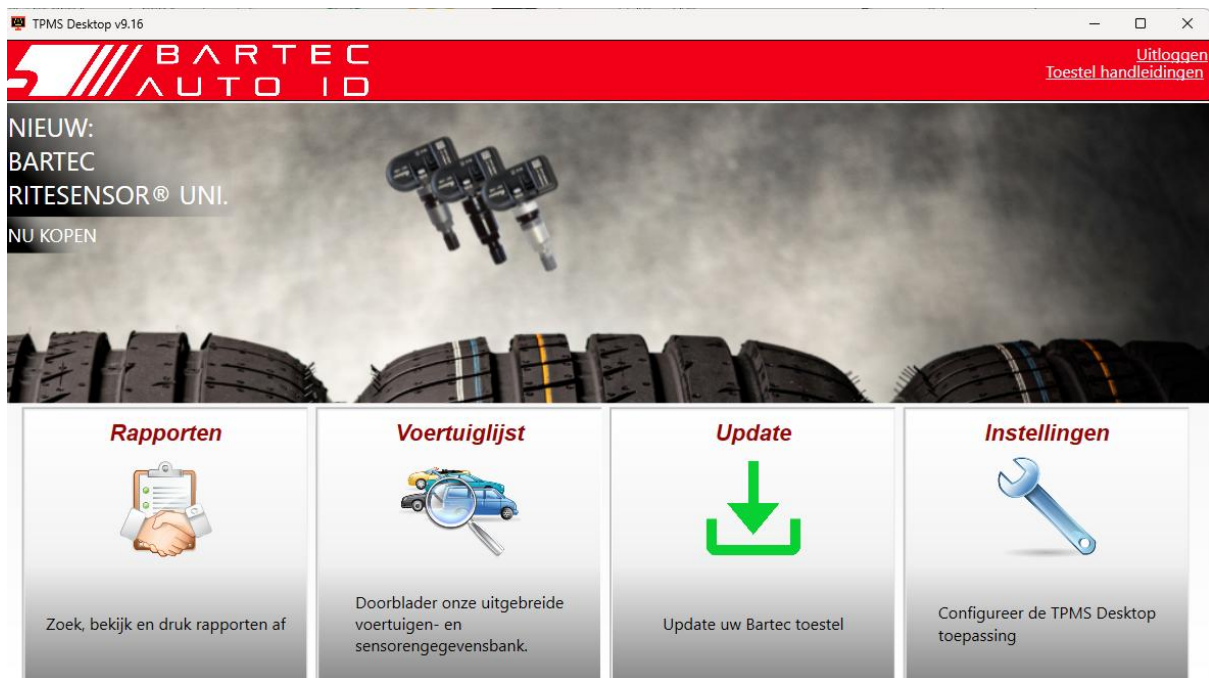 TPMS Desktop v9.16
BARTEC
AUTO ID
Uitloggen
Toestel handleidingen
NIEUW:
BARTEC
RITESENSOR® UNI.
NU KOPEN
Rapporten
Zoek, bekijk en druk rapporten af
Voertuiglijst
Doorblader onze uitgebreide
voertuigen- en
sensorengegevensbank.
Update
Update uw Bartec toestel
Instellingen
Configureer de TPMS Desktop
toepassing